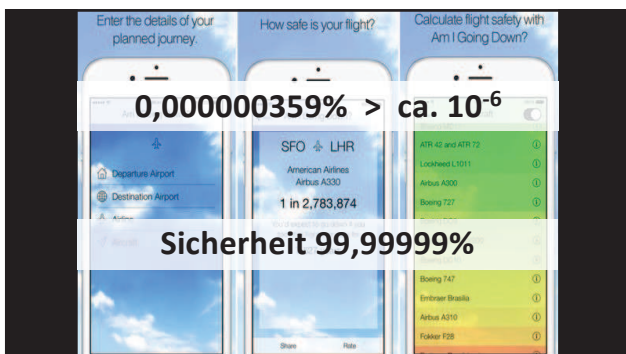 Enter the details of your
planned journey.
How safe is your flight?
Calculate flight safety with
Am I Going Down?
0,000000359% > ca. 10⁻⁶
SFO LHR
American Airlines
Airbus A330
1 in 2,783,874
Departure Airport
Destination Airport
ATR 42 and ATR 72
Lockheed L1011
Airbus A300
Boeing 727
Sicherheit 99,99999%
Boeing 747
Embraer Brasilia
Airbus A310
Fokker F28
Share Ride